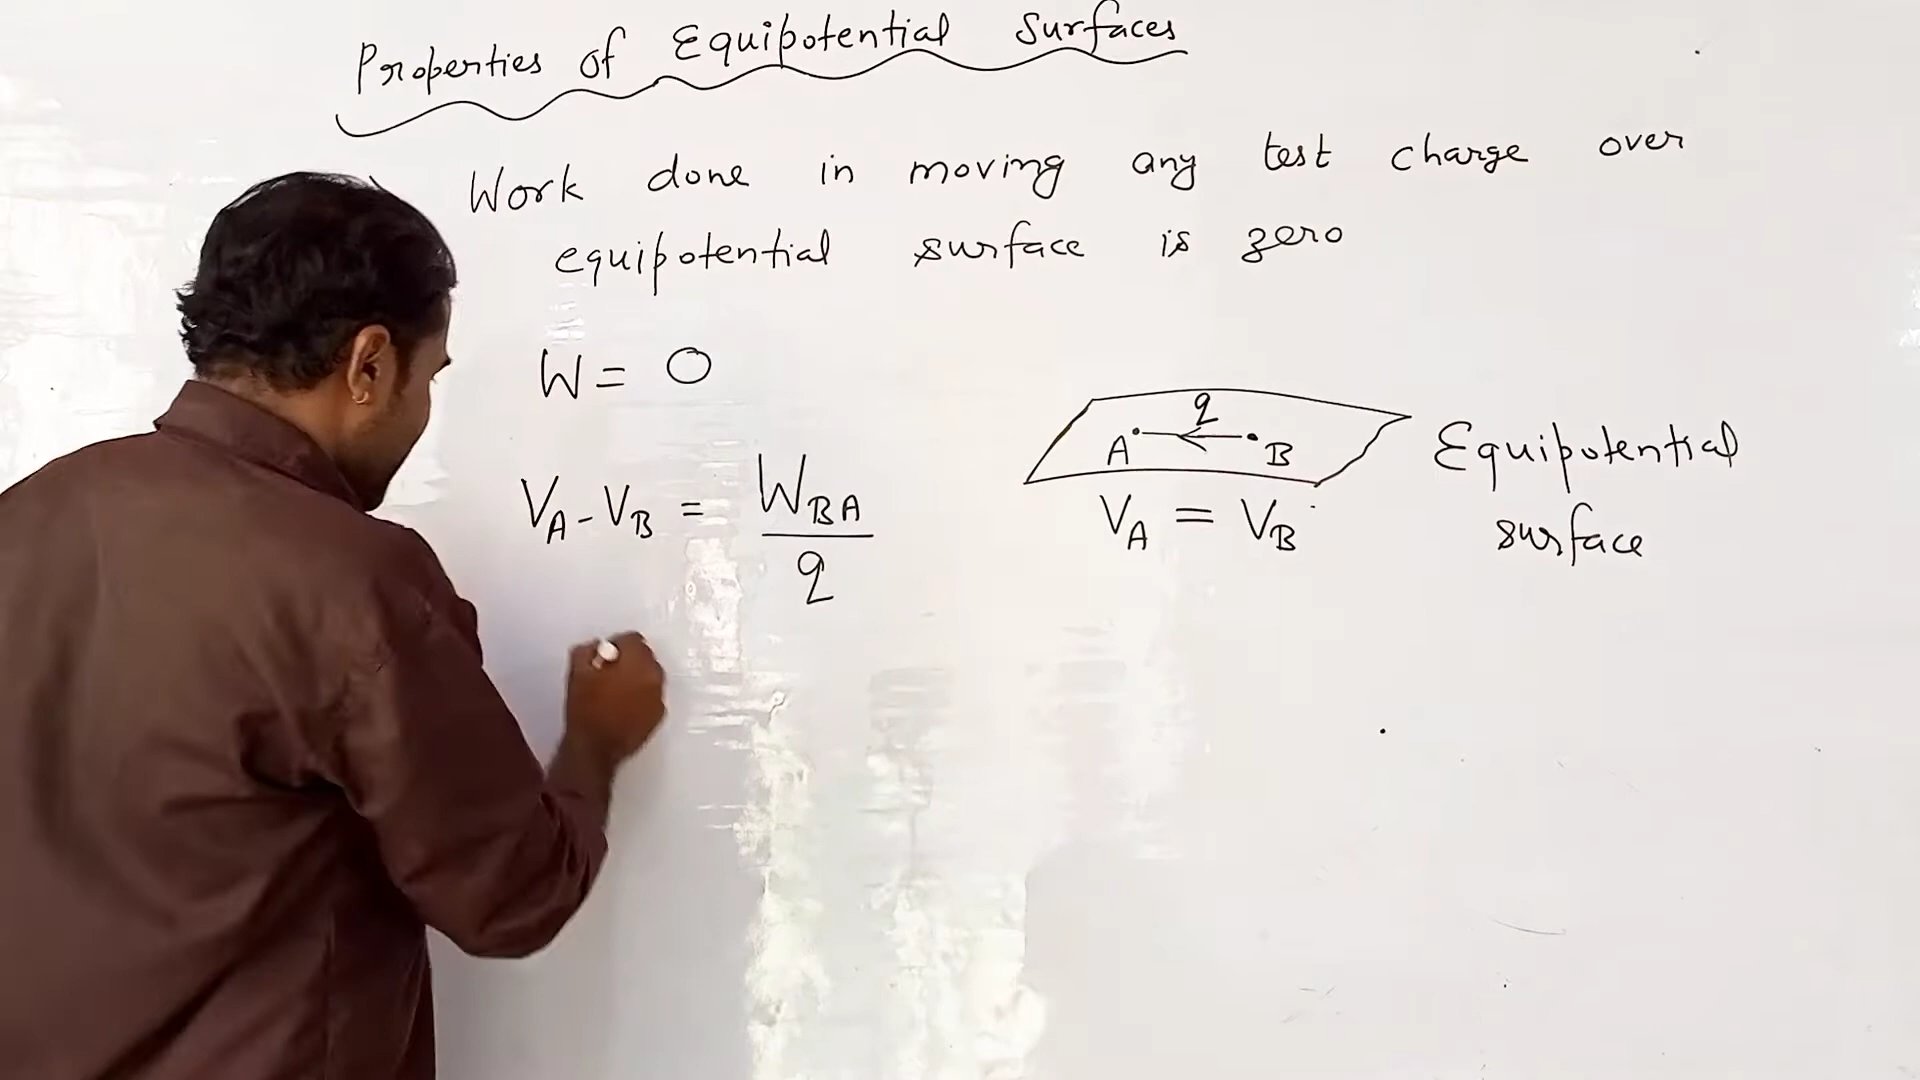 Properties of Equipotential Surfaces
Work done in moving any test charge over
equipotential surface is zero
W = 0
V_A - V_B = W_BA / q
q
A B
V_A = V_B
Equipotential
surface